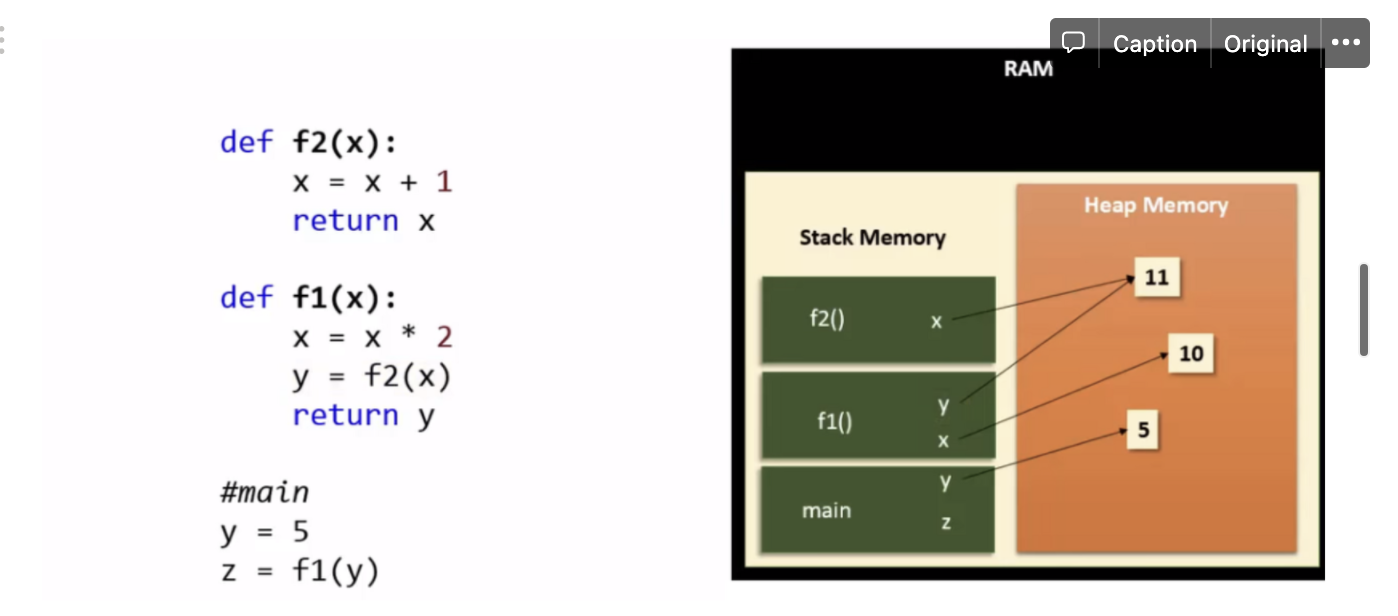 Caption Original •••
RAM
def f2(x):
    x = x + 1
    return x
def f1(x):
    x = x * 2
    y = f2(x)
    return y
#main
y = 5
z = f1(y)
Stack Memory
f2() x
f1() y
x
main y
z
Heap Memory
11
10
5